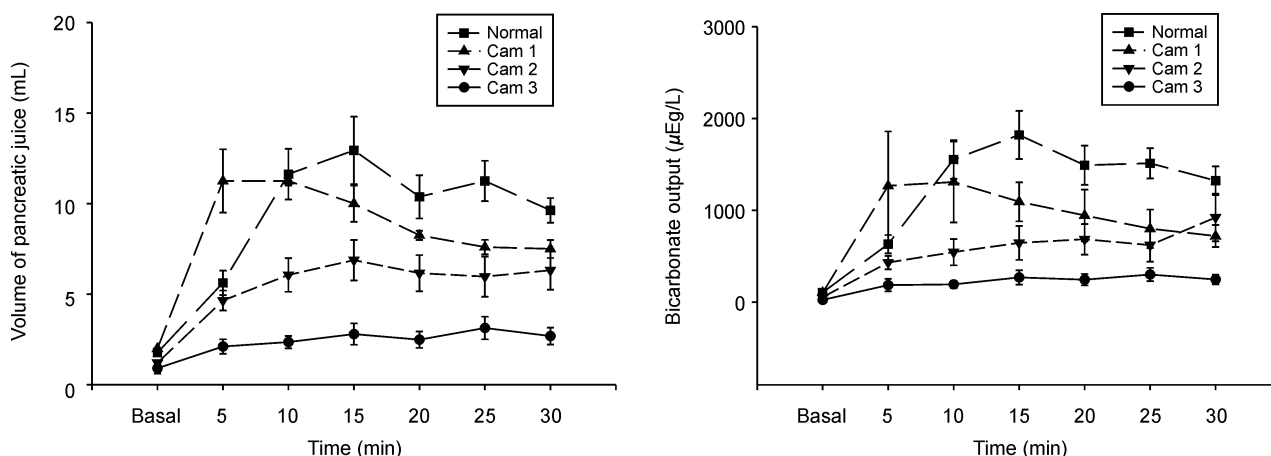 20
15
10
5
0
Volume of pancreatic juice (mL)
Normal
Cam 1
Cam 2
Cam 3
Basal 5 10 15 20 25 30
Time (min)
3000
2000
1000
0
Bicarbonate output (µEg/L)
Normal
Cam 1
Cam 2
Cam 3
Basal 5 10 15 20 25 30
Time (min)